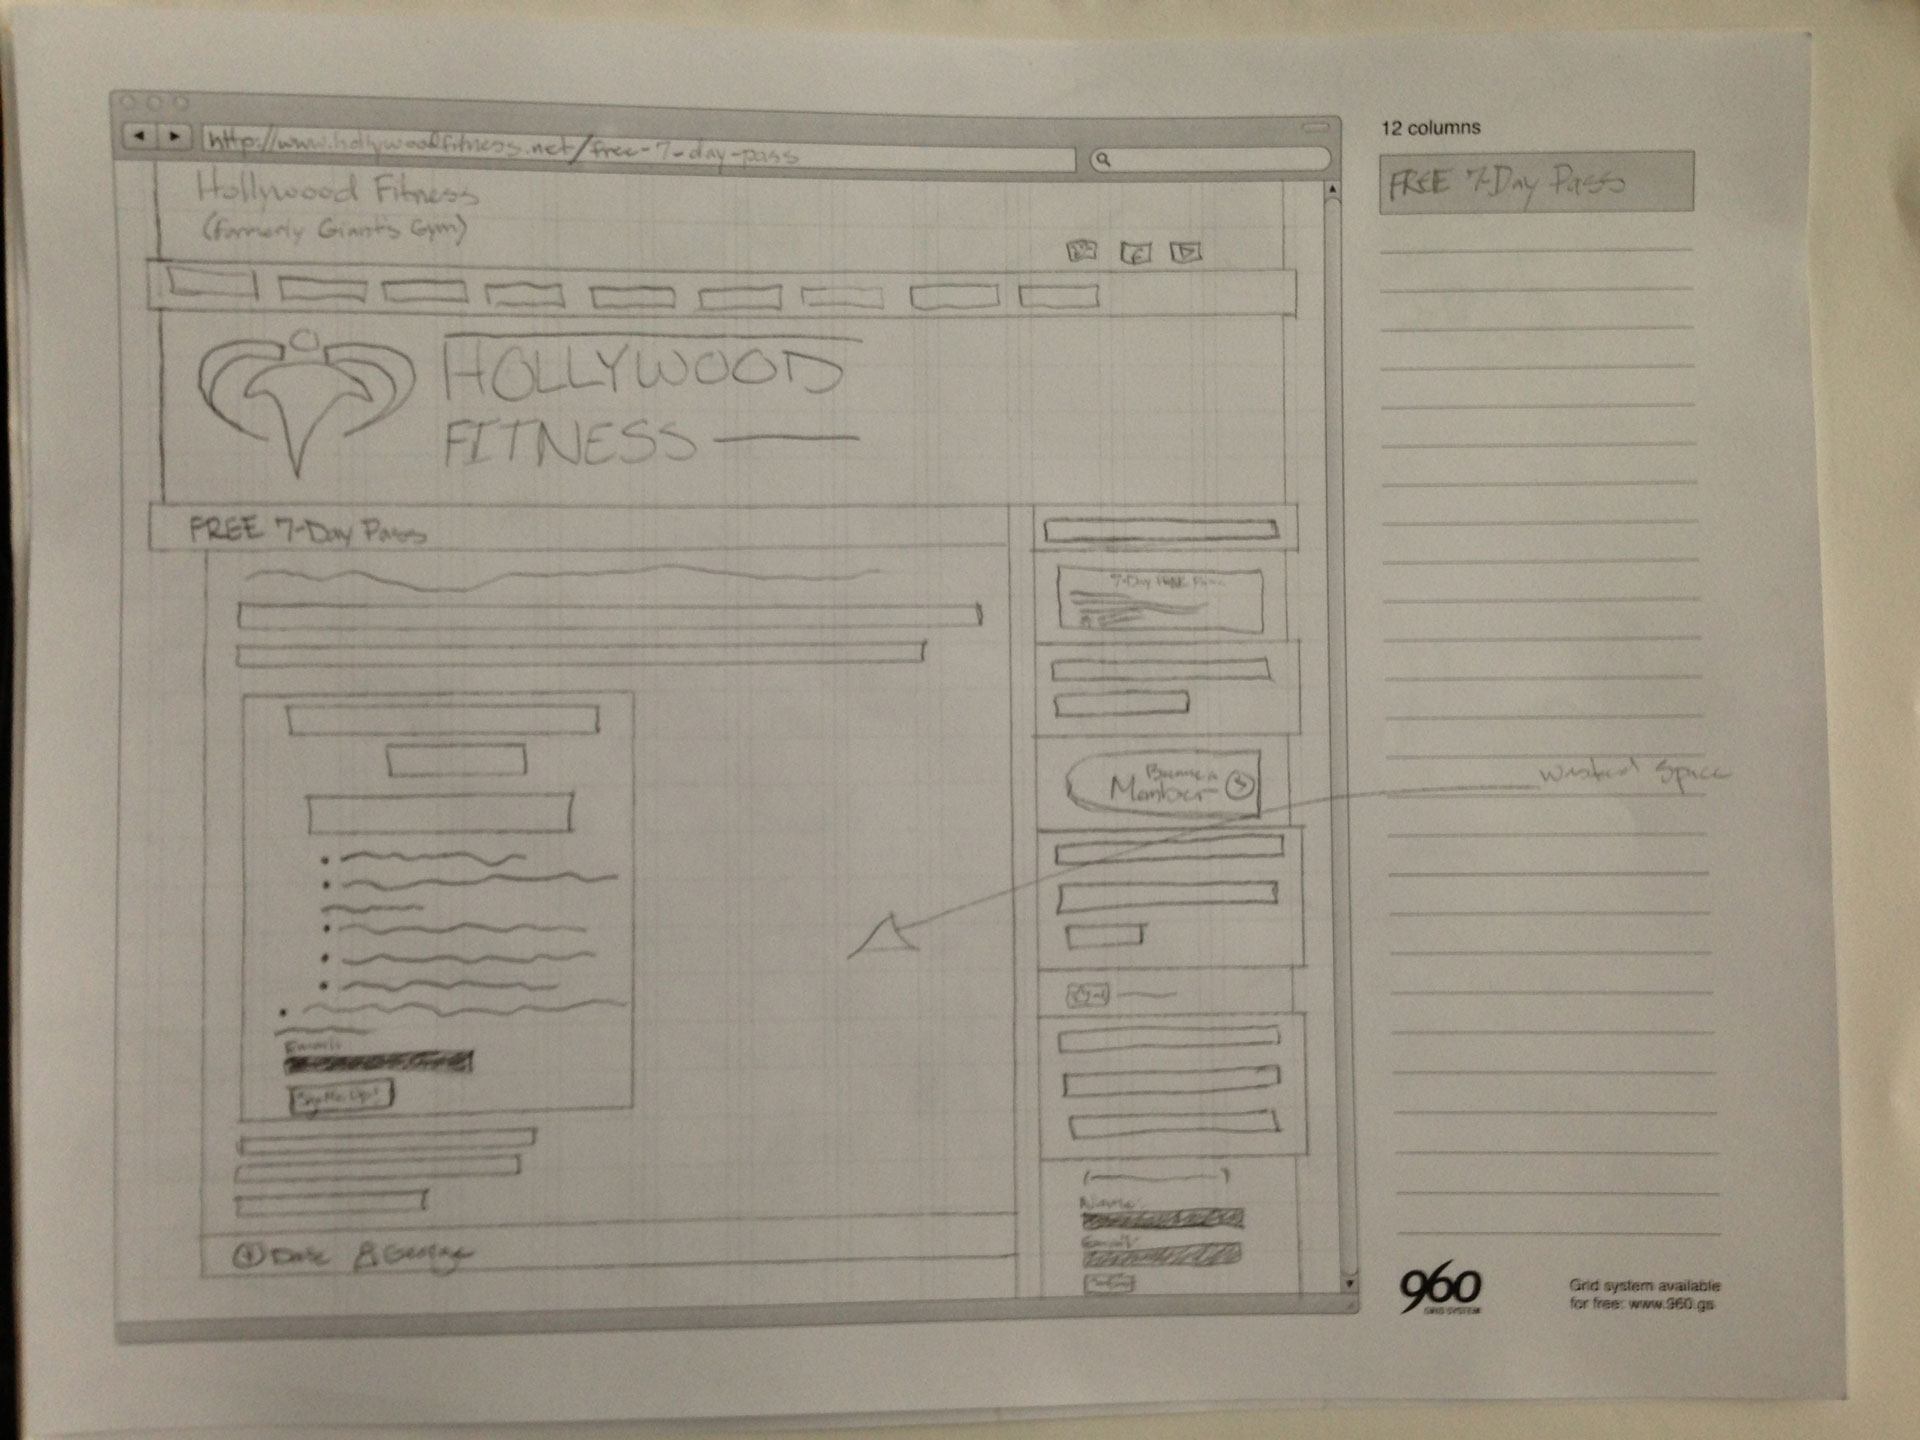 12 columns
http://www.hollywoodfitness.net/free-7-day-pass
FREE 7-Day Pass
Hollywood Fitness
(formerly Giant's Gym)
HOLLYWOOD
FITNESS
FREE 7-Day Pass
7-Day FREE Pass
Become a
Member
wasted space
Email:
Sign Me Up!
Name
Email
Date George
960
GRID SYSTEM
Grid system available
for free: www.960.gs